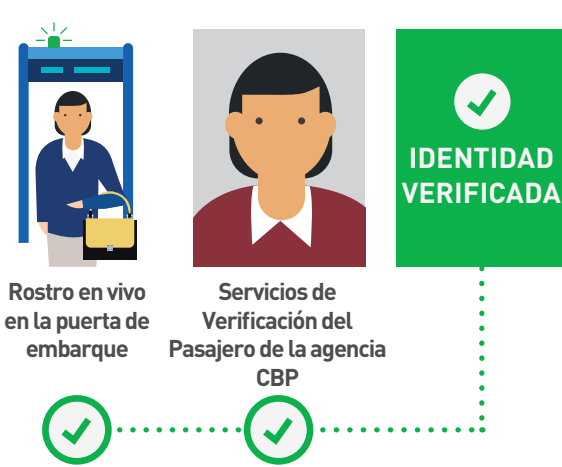 IDENTIDAD
VERIFICADA
Rostro en vivo
en la puerta de
embarque
Servicios de
Verificación del
Pasajero de la agencia
CBP